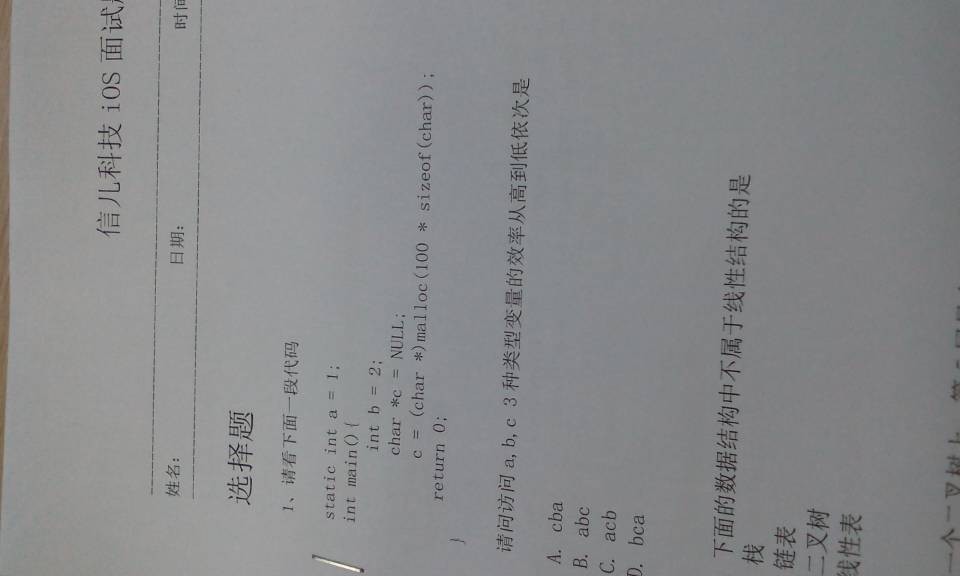 信儿科技 iOS 面试
姓名: 日期: 时间
选择题
1、请看下面一段代码
static int a = 1;
int main(){
int b = 2;
char *c = NULL;
c = (char *)malloc(100 * sizeof(char));
return 0;
}
请问访问 a,b,c 3 种类型变量的效率从高到低依次是
A. cba
B. abc
C. acb
D. bca
下面的数据结构中不属于线性结构的是
栈
链表
二叉树
线性表
一个二叉树上